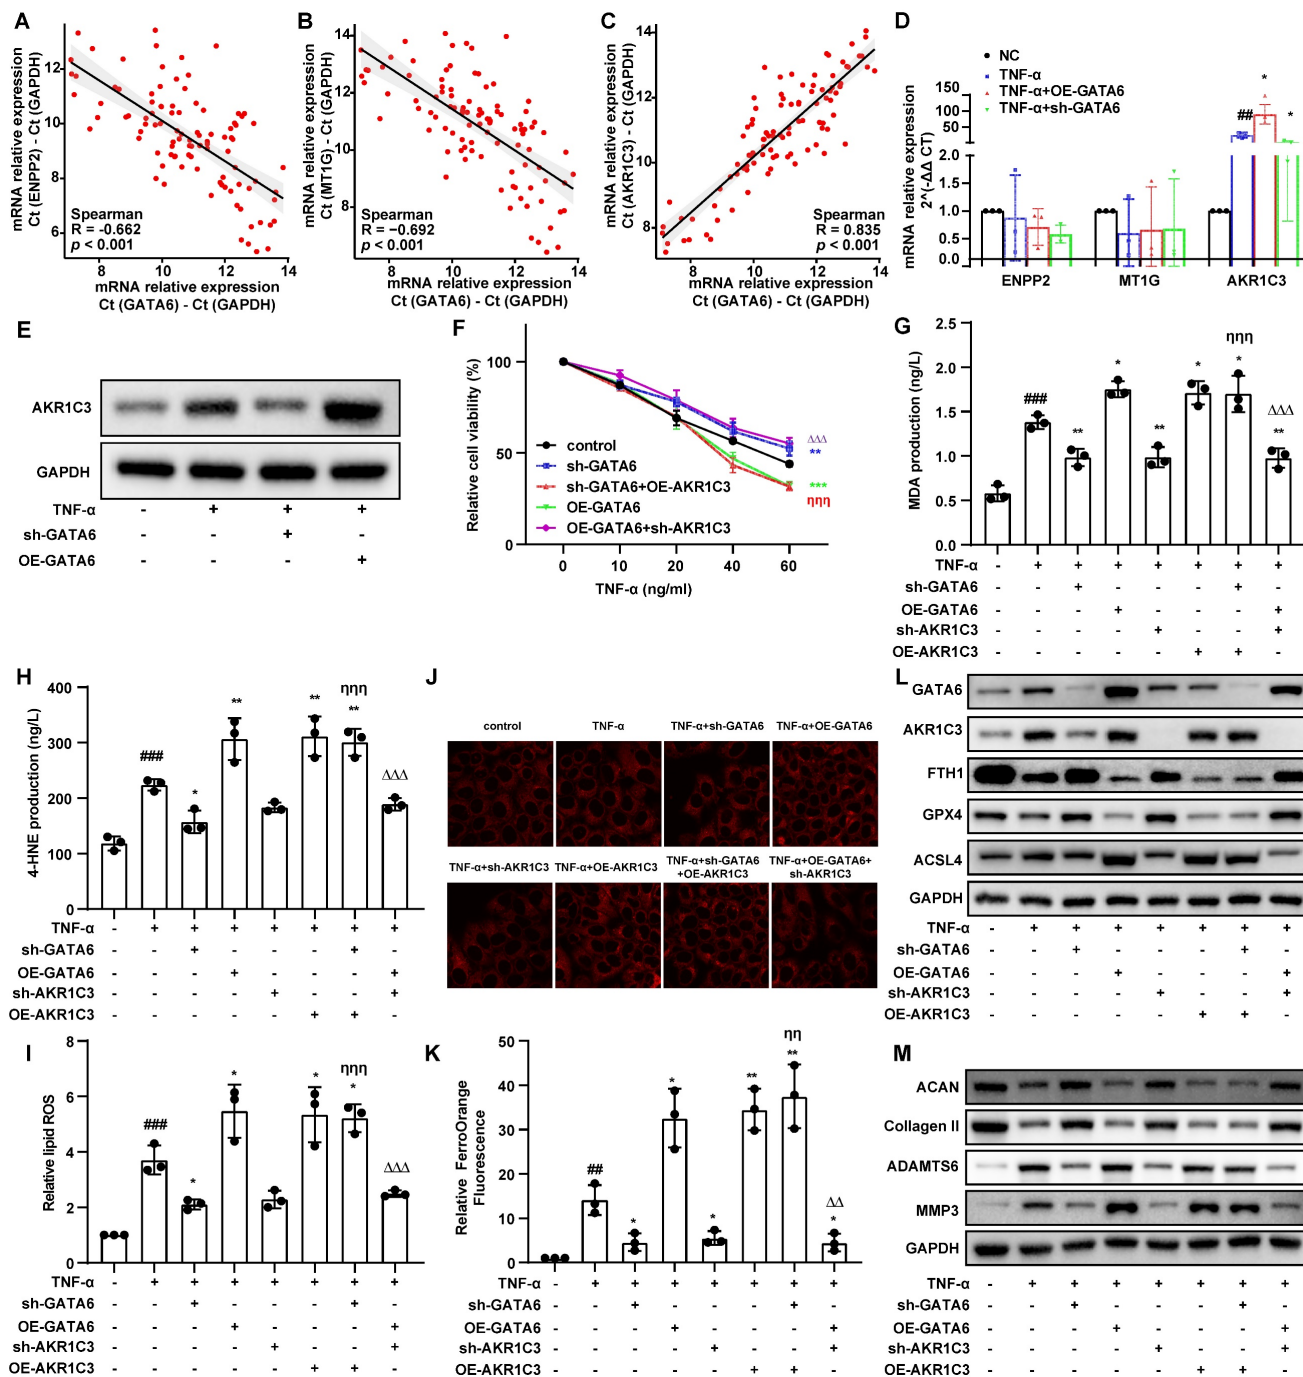 A
mRNA relative expression
Ct (ENPP2) - Ct (GAPDH)
12
10
8
6
Spearman
R = -0.662
p < 0.001
8
10
12
14
mRNA relative expression
Ct (GATA6) - Ct (GAPDH)
B
mRNA relative expression
Ct (MT1G) - Ct (GAPDH)
14
12
10
8
Spearman
R = −0.692
p < 0.001
8
10
12
14
mRNA relative expression
Ct (GATA6) - Ct (GAPDH)
C
mRNA relative expression
Ct (AKR1C3) - Ct (GAPDH)
14
12
10
8
Spearman
R = 0.835
p < 0.001
8
10
12
14
mRNA relative expression
Ct (GATA6) - Ct (GAPDH)
D
NC
TNF-α
TNF-α+OE-GATA6
TNF-α+sh-GATA6
mRNA relative expression
2^(-ΔΔ CT)
150
100
50
2.0
1.0
0.5
0.0
## * *
ENPP2 MT1G AKR1C3
E
AKR1C3
GAPDH
TNF-α - + + +
sh-GATA6 - - + -
OE-GATA6 - - - +
F
Relative cell viability (%)
100
50
0
control
sh-GATA6
sh-GATA6+OE-AKR1C3
OE-GATA6
OE-GATA6+sh-AKR1C3
ΔΔΔ
**
***
ηηη
0 10 20 40 60
TNF-α (ng/ml)
G
MDA production (ng/L)
2.5
2.0
1.5
1.0
0.5
0.0
### ** * ** * ηηη * ΔΔΔ **
TNF-α - + + + + + + +
sh-GATA6 - - + - - - + -
OE-GATA6 - - - + - - - +
sh-AKR1C3 - - - - + - - +
OE-AKR1C3 - - - - - + + -
H
4-HNE production (ng/L)
400
300
200
100
0
### * ** ** ηηη ** ΔΔΔ
TNF-α - + + + + + + +
sh-GATA6 - - + - - - + -
OE-GATA6 - - - + - - - +
sh-AKR1C3 - - - - + - - +
OE-AKR1C3 - - - - - + + -
J
control TNF-α TNF-α+sh-GATA6 TNF-α+OE-GATA6
TNF-α+sh-AKR1C3 TNF-α+OE-AKR1C3 TNF-α+sh-GATA6
+OE-AKR1C3
TNF-α+OE-GATA6+
sh-AKR1C3
L
GATA6
AKR1C3
FTH1
GPX4
ACSL4
GAPDH
TNF-α - + + + + + + +
sh-GATA6 - - + - - - + -
OE-GATA6 - - - + - - - +
sh-AKR1C3 - - - - + - - +
OE-AKR1C3 - - - - - + + -
I
Relative lipid ROS
8
6
4
2
0
### * * * ηηη * ΔΔΔ
TNF-α - + + + + + + +
sh-GATA6 - - + - - - + -
OE-GATA6 - - - + - - - +
sh-AKR1C3 - - - - + - - +
OE-AKR1C3 - - - - - + + -
K
Relative FerroOrange
Fluorescence
50
40
30
20
10
0
## * * * ** ηη ** ΔΔ *
TNF-α - + + + + + + +
sh-GATA6 - - + - - - + -
OE-GATA6 - - - + - - - +
sh-AKR1C3 - - - - + - - +
OE-AKR1C3 - - - - - + + -
M
ACAN
Collagen II
ADAMTS6
MMP3
GAPDH
TNF-α - + + + + + + +
sh-GATA6 - - + - - - + -
OE-GATA6 - - - + - - - +
sh-AKR1C3 - - - - + - - +
OE-AKR1C3 - - - - - + + -